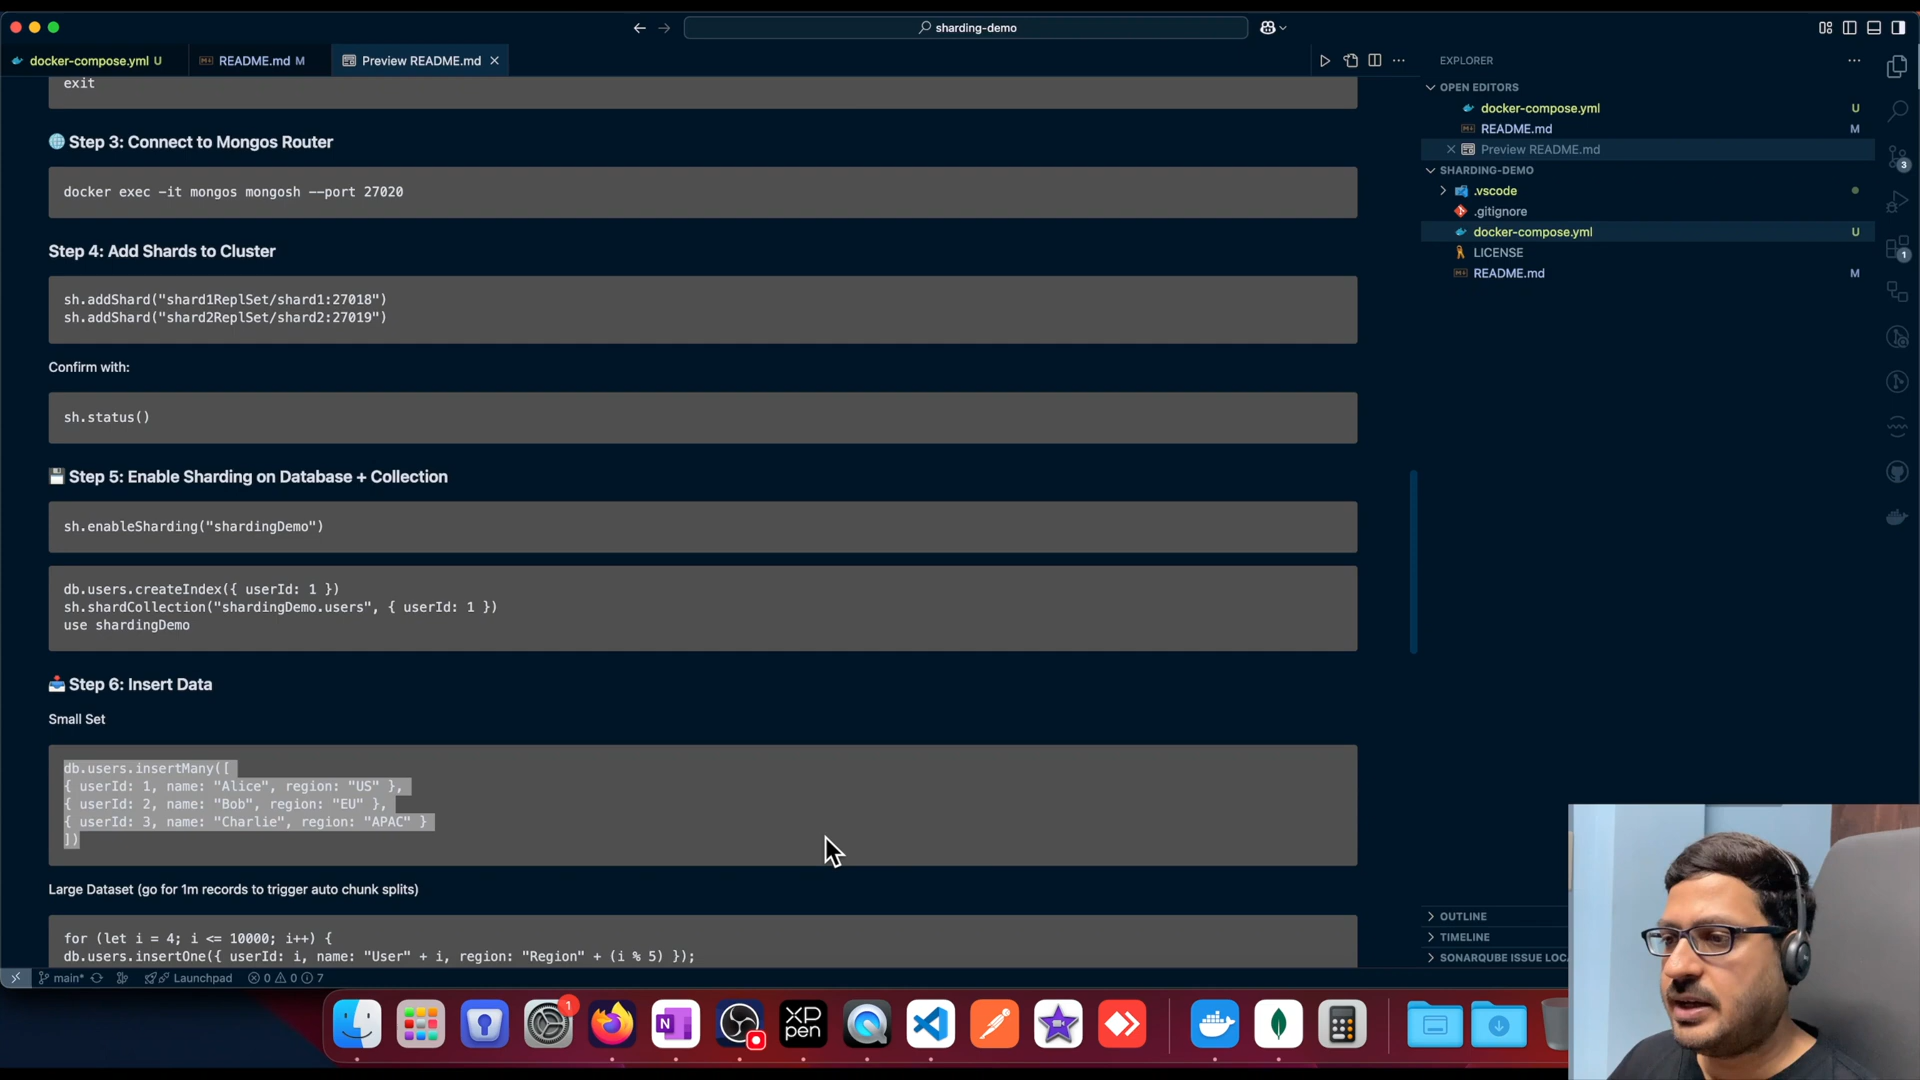 sharding-demo
docker-compose.yml U
README.md M
Preview README.md
exit
Step 3: Connect to Mongos Router
docker exec -it mongos mongosh --port 27020
Step 4: Add Shards to Cluster
sh.addShard("shard1ReplSet/shard1:27018")
sh.addShard("shard2ReplSet/shard2:27019")
Confirm with:
sh.status()
Step 5: Enable Sharding on Database + Collection
sh.enableSharding("shardingDemo")
db.users.createIndex({ userId: 1 })
sh.shardCollection("shardingDemo.users", { userId: 1 })
use shardingDemo
Step 6: Insert Data
Small Set
db.users.insertMany([
{ userId: 1, name: "Alice", region: "US" },
{ userId: 2, name: "Bob", region: "EU" },
{ userId: 3, name: "Charlie", region: "APAC" }
])
Large Dataset (go for 1m records to trigger auto chunk splits)
for (let i = 4; i <= 10000; i++) {
db.users.insertOne({ userId: i, name: "User" + i, region: "Region" + (i % 5) });
EXPLORER
OPEN EDITORS
docker-compose.yml U
README.md M
Preview README.md
SHARDING-DEMO
.vscode
.gitignore
docker-compose.yml U
LICENSE
README.md M
OUTLINE
TIMELINE
SONARQUBE ISSUE LOCA
3
1
main*
Launchpad
0
0
7
1
N
XP
pen